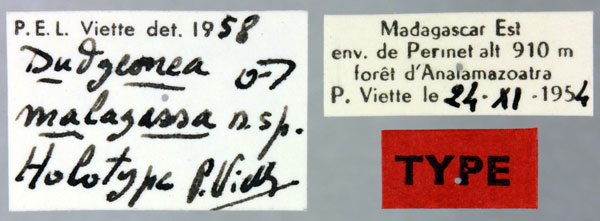 P.E.L. Viette det. 1958
Dudgeonea ♂
malagassa n.sp.
Holotype P. Viette
Madagascar Est
env. de Perinet alt 910 m
forêt d'Analamazoatra
P. Viette le 24-XI-1954
TYPE